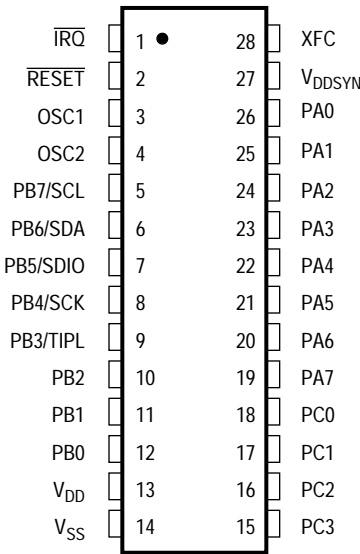 IRQ 1 28 XFC
RESET 2 27 VDDSYN
OSC1 3 26 PA0
OSC2 4 25 PA1
PB7/SCL 5 24 PA2
PB6/SDA 6 23 PA3
PB5/SDIO 7 22 PA4
PB4/SCK 8 21 PA5
PB3/TIPL 9 20 PA6
PB2 10 19 PA7
PB1 11 18 PC0
PB0 12 17 PC1
VDD 13 16 PC2
VSS 14 15 PC3